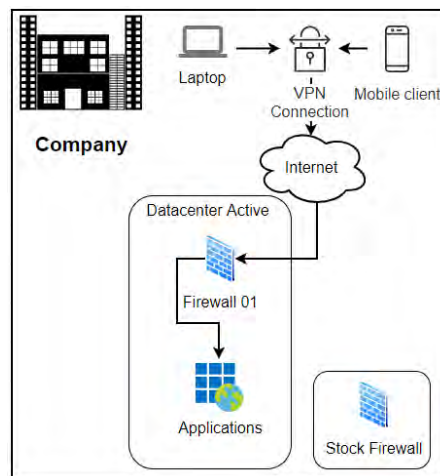 Laptop
VPN
Connection
Mobile client
Company
Internet
Datacenter Active
Firewall 01
Applications
Stock Firewall